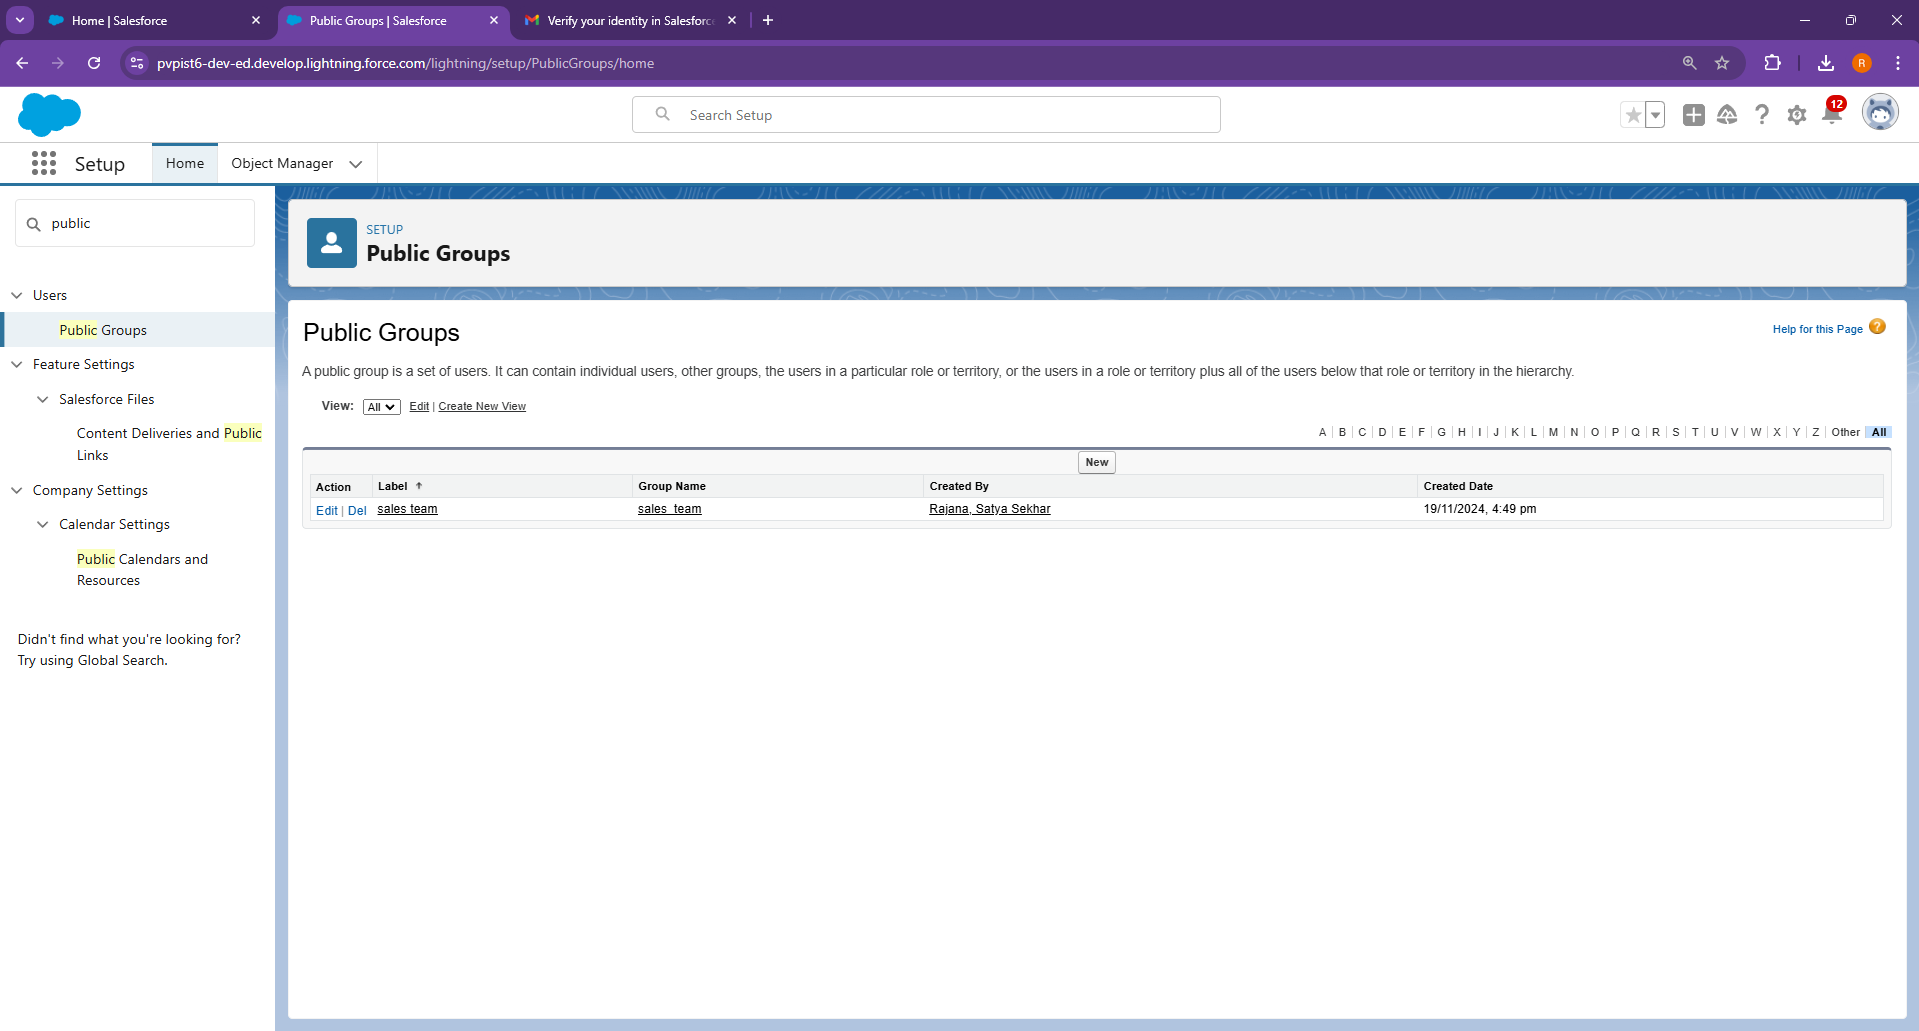 Home | Salesforce
Public Groups | Salesforce
Verify your identity in Salesforc
pvpist6-dev-ed.develop.lightning.force.com/lightning/setup/PublicGroups/home
R
Search Setup
12
Setup
Home
Object Manager
public
Users
Public Groups
Feature Settings
Salesforce Files
Content Deliveries and Public
Links
Company Settings
Calendar Settings
Public Calendars and
Resources
Didn't find what you're looking for?
Try using Global Search.
SETUP
Public Groups
Public Groups
Help for this Page ?
A public group is a set of users. It can contain individual users, other groups, the users in a particular role or territory, or the users in a role or territory plus all of the users below that role or territory in the hierarchy.
View: All Edit | Create New View
A | B | C | D | E | F | G | H | I | J | K | L | M | N | O | P | Q | R | S | T | U | V | W | X | Y | Z | Other All
New
Action Label Group Name Created By Created Date
Edit | Del sales team sales_team Rajana, Satya Sekhar 19/11/2024, 4:49 pm